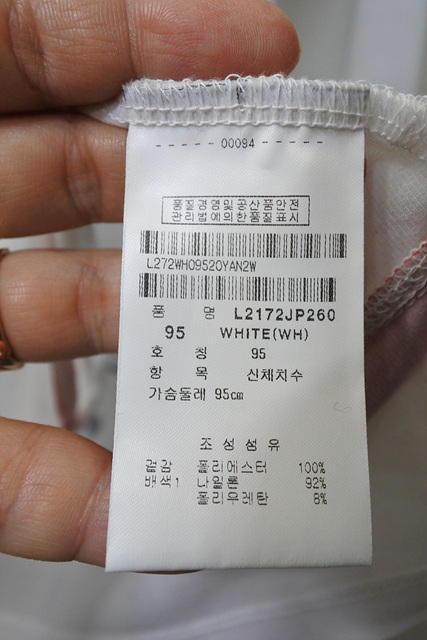 - - - - - 00094 - - - - -
품질경영및공산품안전
관리법에의한품질표시
L272WH09520YAN2W
품 명 L2172JP260
95 WHITE(WH)
호 칭 95
항 목 신체치수
가슴둘레 95cm
조성섬유
겉감 폴리에스터 100%
배색1 나일론 92%
폴리우레탄 8%